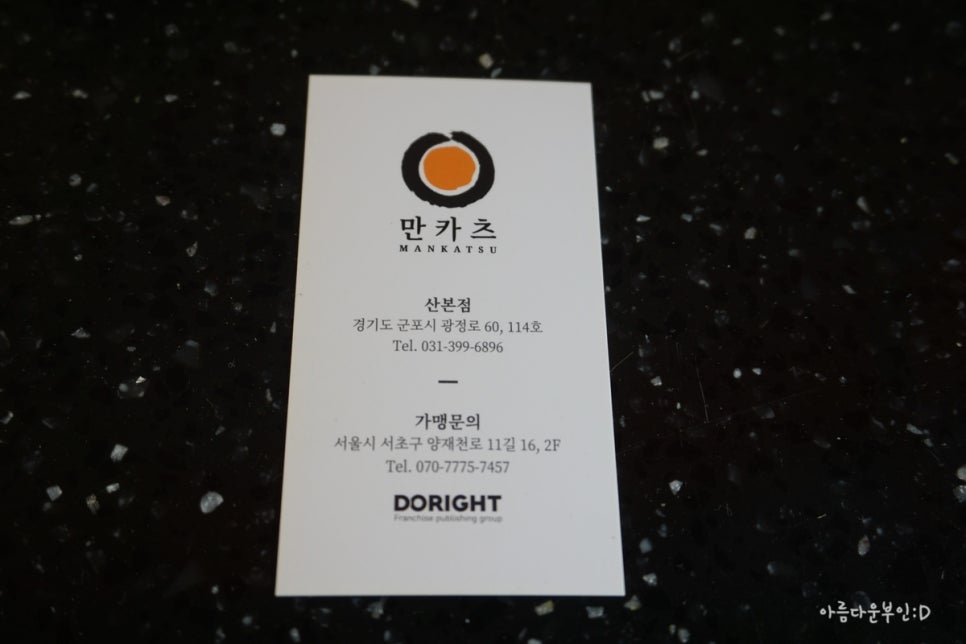 만카츠
MANKATSU
산본점
경기도 군포시 광정로 60, 114호
Tel. 031-399-6896
가맹문의
서울시 서초구 양재천로 11길 16, 2F
Tel. 070-7775-7457
DORIGHT
Franchise publishing group
아름다운부인:D